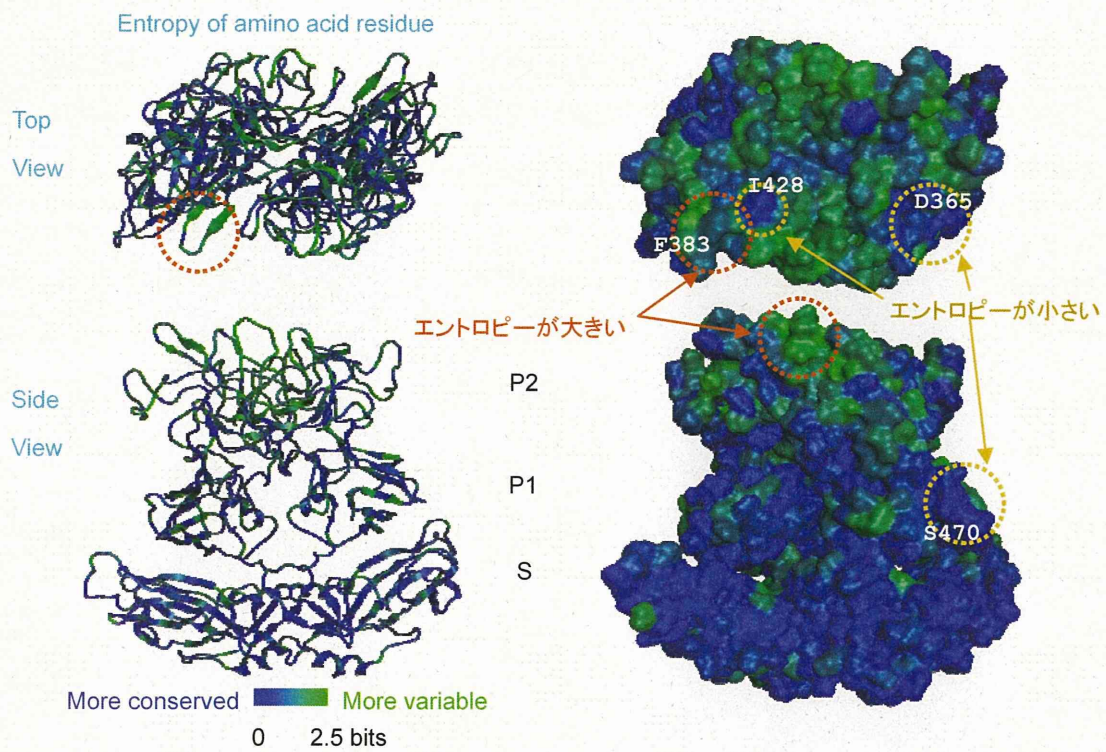 Entropy of amino acid residue
Top
View
I428
D365
F383
エントロピーが大きい
エントロピーが小さい
P2
Side
View
P1
S470
S
More conserved
More variable
0
2.5 bits